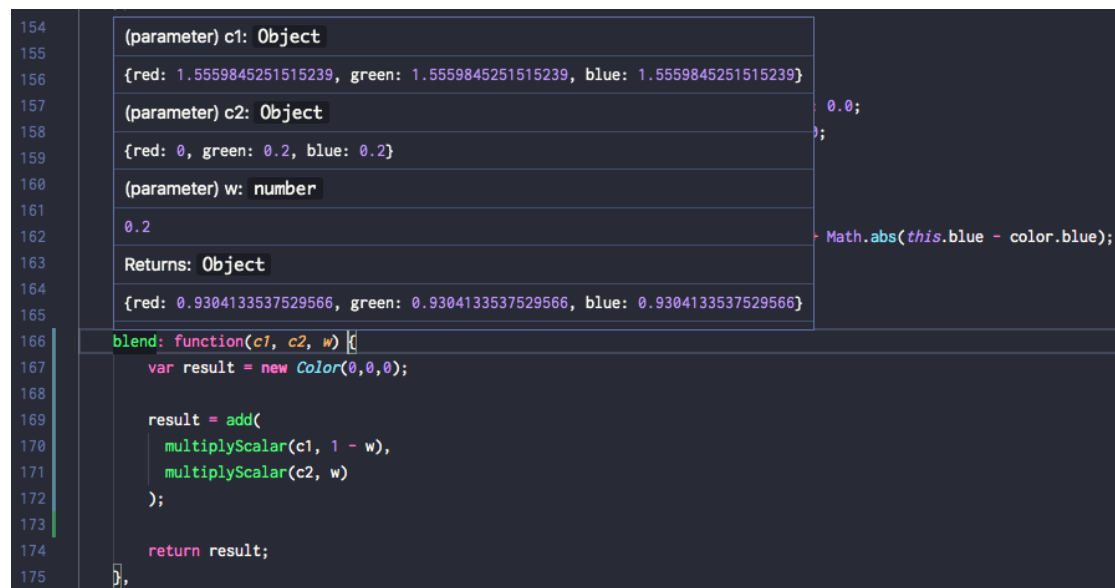 154
(parameter) c1: Object
155
156 {red: 1.5559845251515239, green: 1.5559845251515239, blue: 1.5559845251515239}
157 (parameter) c2: Object : 0.0;
158 {red: 0, green: 0.2, blue: 0.2} );
159
160 (parameter) w: number
161
162 0.2 + Math.abs(this.blue - color.blue);
163 Returns: Object
164
165 {red: 0.9304133537529566, green: 0.9304133537529566, blue: 0.9304133537529566}
166 blend: function(c1, c2, w) {
167 var result = new Color(0,0,0);
168
169 result = add(
170 multiplyScalar(c1, 1 - w),
171 multiplyScalar(c2, w)
172 );
173
174 return result;
175 },